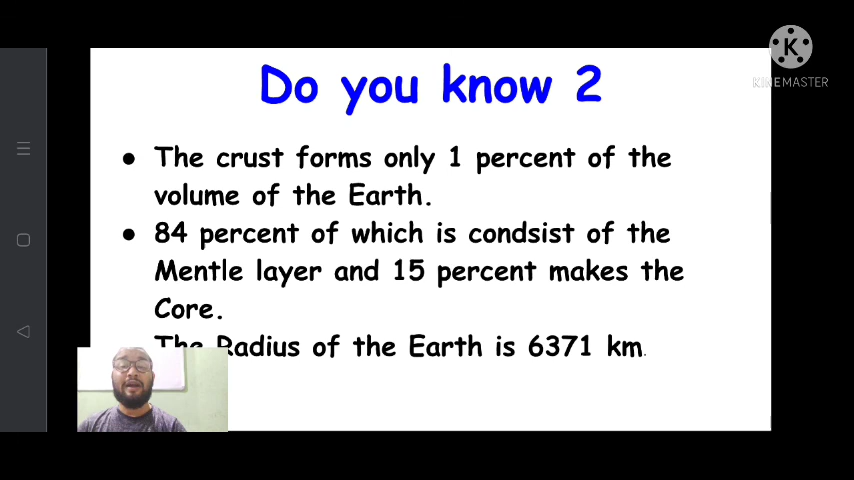 K
KINEMASTER
Do you know 2
● The crust forms only 1 percent of the
volume of the Earth.
● 84 percent of which is condsist of the
Mentle layer and 15 percent makes the
Core.
The Radius of the Earth is 6371 km.